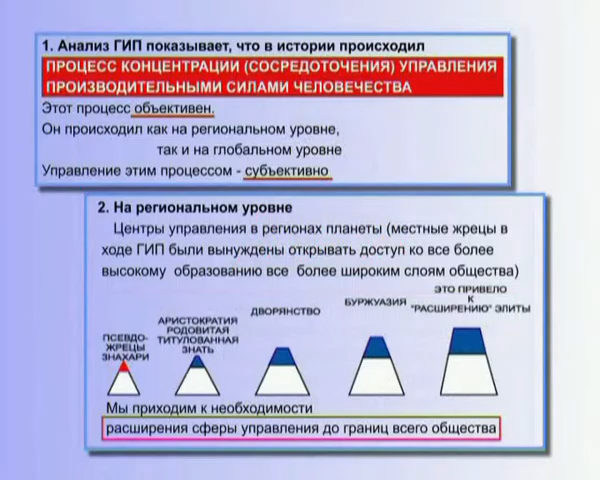 1. Анализ ГИП показывает, что в истории происходил
ПРОЦЕСС КОНЦЕНТРАЦИИ (СОСРЕДОТОЧЕНИЯ) УПРАВЛЕНИЯ
ПРОИЗВОДИТЕЛЬНЫМИ СИЛАМИ ЧЕЛОВЕЧЕСТВА
Этот процесс объективен.
Он происходил как на региональном уровне,
так и на глобальном уровне
Управление этим процессом - субъективно
2. На региональном уровне
Центры управления в регионах планеты (местные жрецы в
ходе ГИП были вынуждены открывать доступ ко все более
высокому образованию все более широким слоям общества)
ПСЕВДО-
ЖРЕЦЫ
ЗНАХАРИ
АРИСТОКРАТИЯ
РОДОВИТАЯ
ТИТУЛОВАННАЯ
ЗНАТЬ
ДВОРЯНСТВО
БУРЖУАЗИЯ
ЭТО ПРИВЕЛО
К
"РАСШИРЕНИЮ" ЭЛИТЫ
Мы приходим к необходимости
расширения сферы управления до границ всего общества